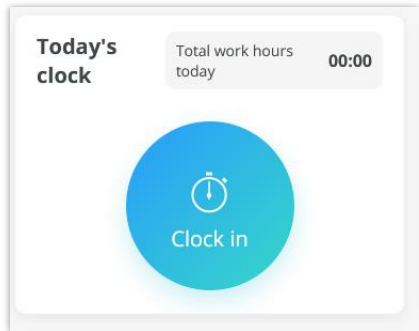 Today's
clock
Total work hours
today
00:00
Clock in